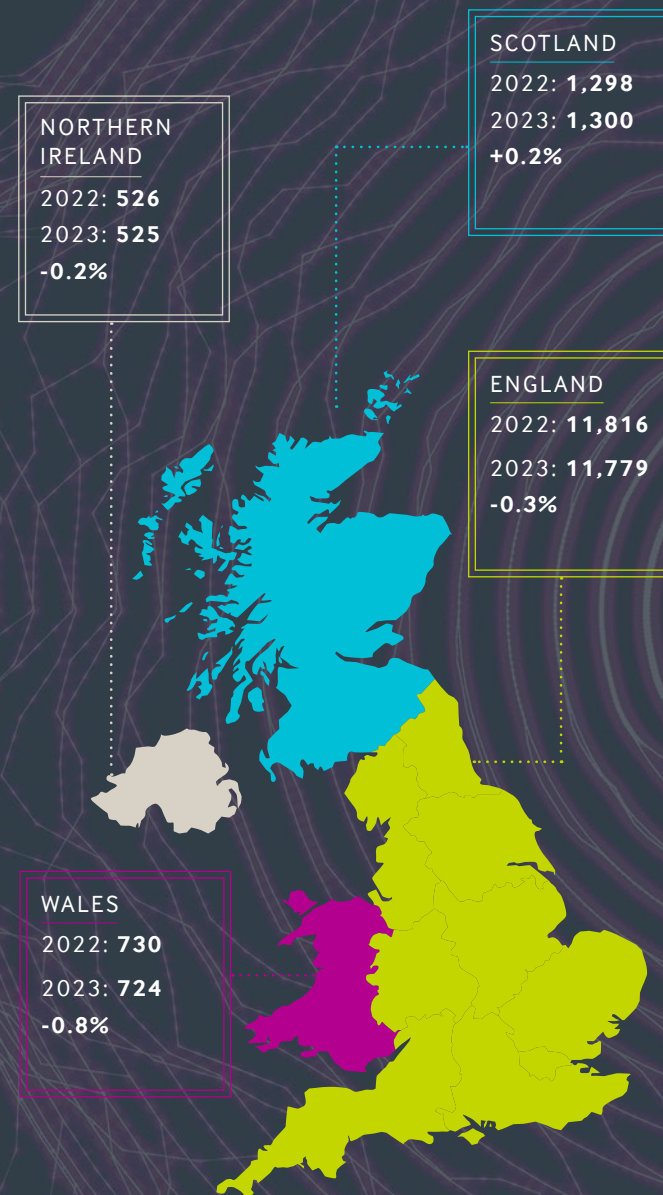 SCOTLAND
2022: 1,298
2023: 1,300
+0.2%
NORTHERN
IRELAND
2022: 526
2023: 525
-0.2%
ENGLAND
2022: 11,816
2023: 11,779
-0.3%
WALES
2022: 730
2023: 724
-0.8%